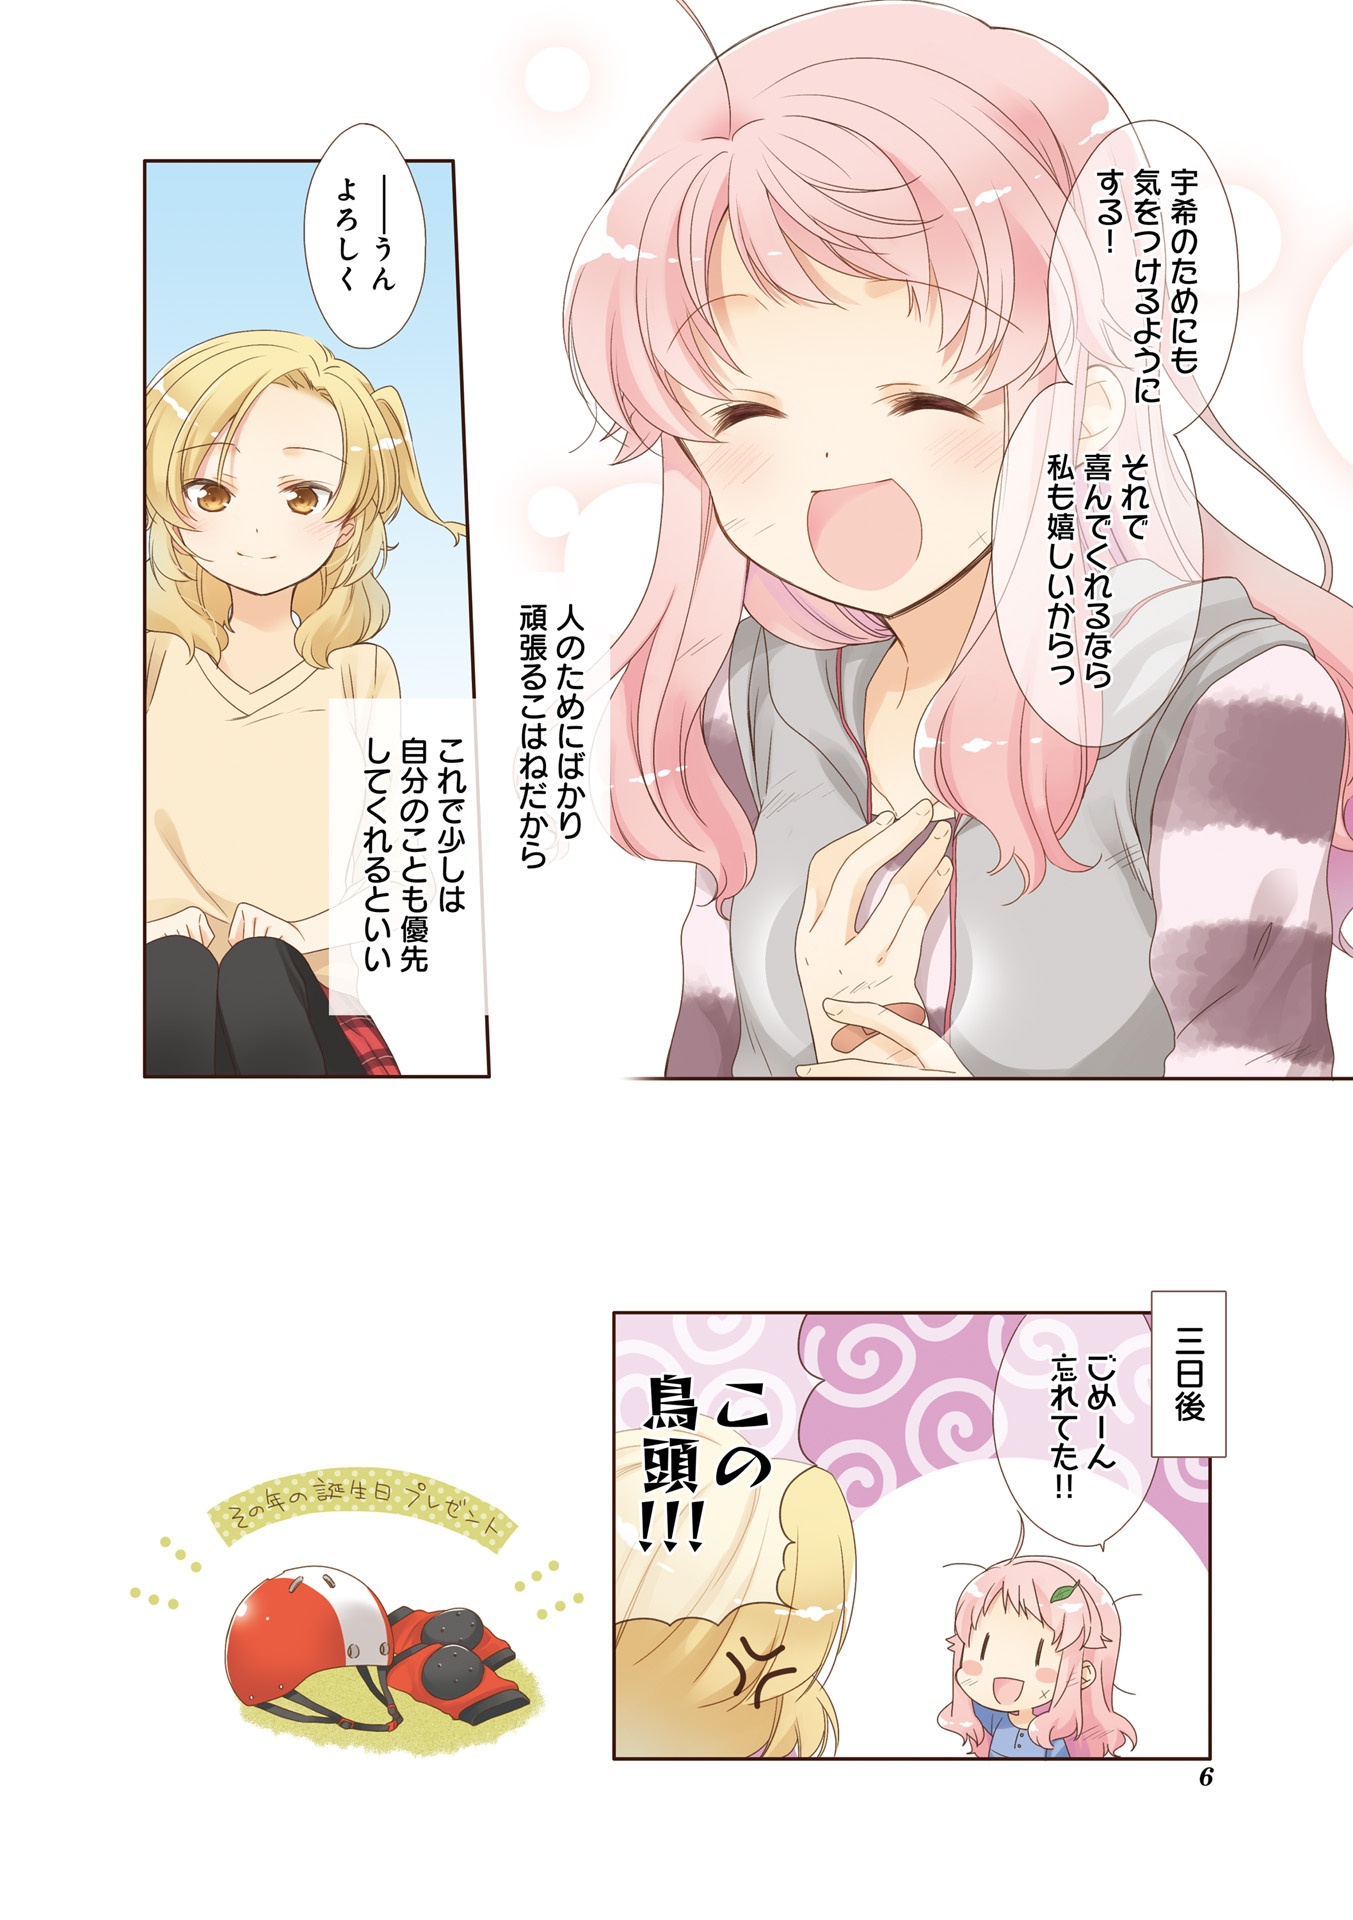 宇希のためにも
気をつけるように
する！
それで
喜んでくれるなら
私も嬉しいからっ
人のためにばかり
頑張るこはねだから
──うん
よろしく
これで少しは
自分のことも優先
してくれるといい
三日後
ごめーん
忘れてた!!
この
鳥頭!!!
その年の誕生日プレゼント
6